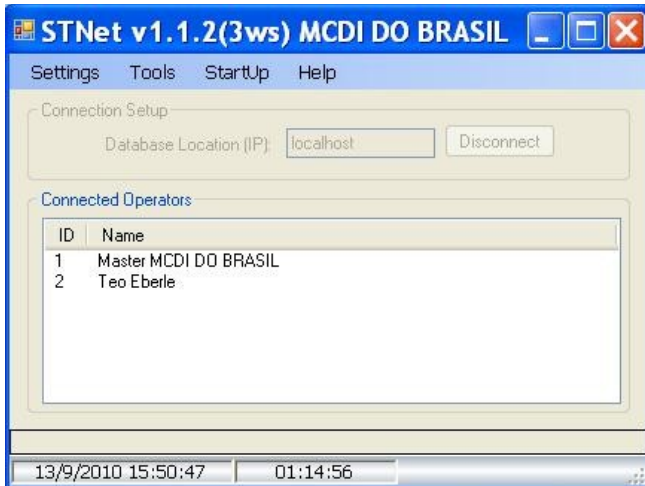 STNet v1.1.2(3ws) MCDI DO BRASIL
Settings Tools StartUp Help
Connection Setup
Database Location (IP): localhost Disconnect
Connected Operators
ID Name
1 Master MCDI DO BRASIL
2 Teo Eberle
13/9/2010 15:50:47 01:14:56